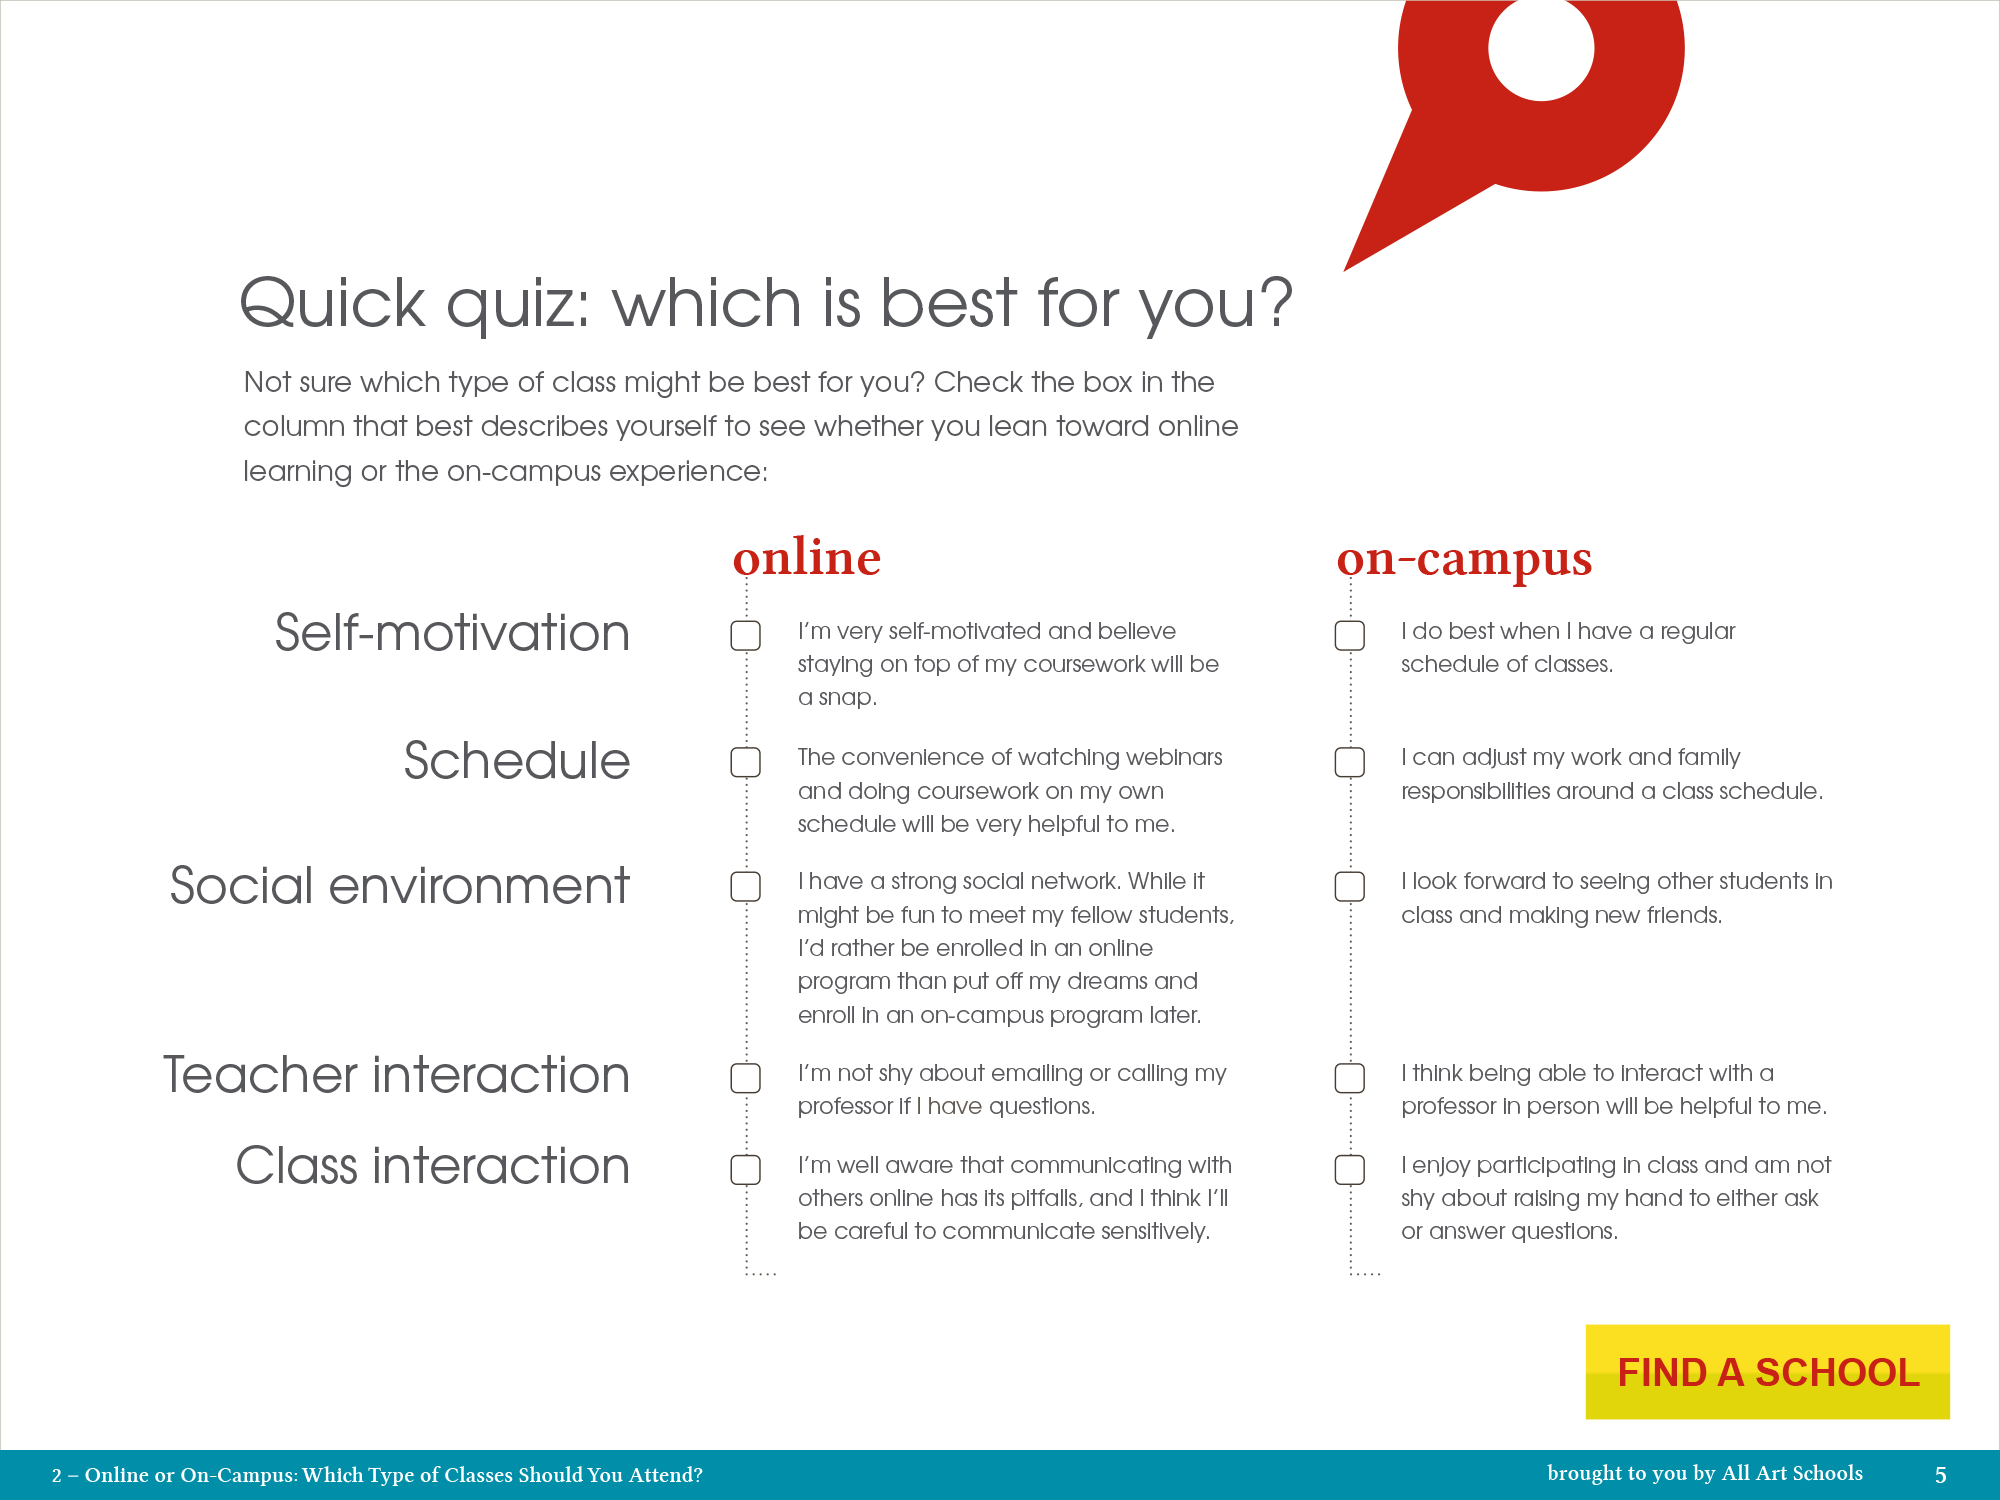 Quick quiz: which is best for you?
Not sure which type of class might be best for you? Check the box in the
column that best describes yourself to see whether you lean toward online
learning or the on-campus experience:
online
on-campus
Self-motivation
I'm very self-motivated and believe
staying on top of my coursework will be
a snap.
I do best when I have a regular
schedule of classes.
Schedule
The convenience of watching webinars
and doing coursework on my own
schedule will be very helpful to me.
I can adjust my work and family
responsibilities around a class schedule.
Social environment
I have a strong social network. While it
might be fun to meet my fellow students,
I'd rather be enrolled in an online
program than put off my dreams and
enroll in an on-campus program later.
I look forward to seeing other students in
class and making new friends.
Teacher interaction
I'm not shy about emailing or calling my
professor if I have questions.
I think being able to interact with a
professor in person will be helpful to me.
Class interaction
I'm well aware that communicating with
others online has its pitfalls, and I think I'll
be careful to communicate sensitively.
I enjoy participating in class and am not
shy about raising my hand to either ask
or answer questions.
FIND A SCHOOL
2 – Online or On-Campus: Which Type of Classes Should You Attend?
brought to you by All Art Schools
5